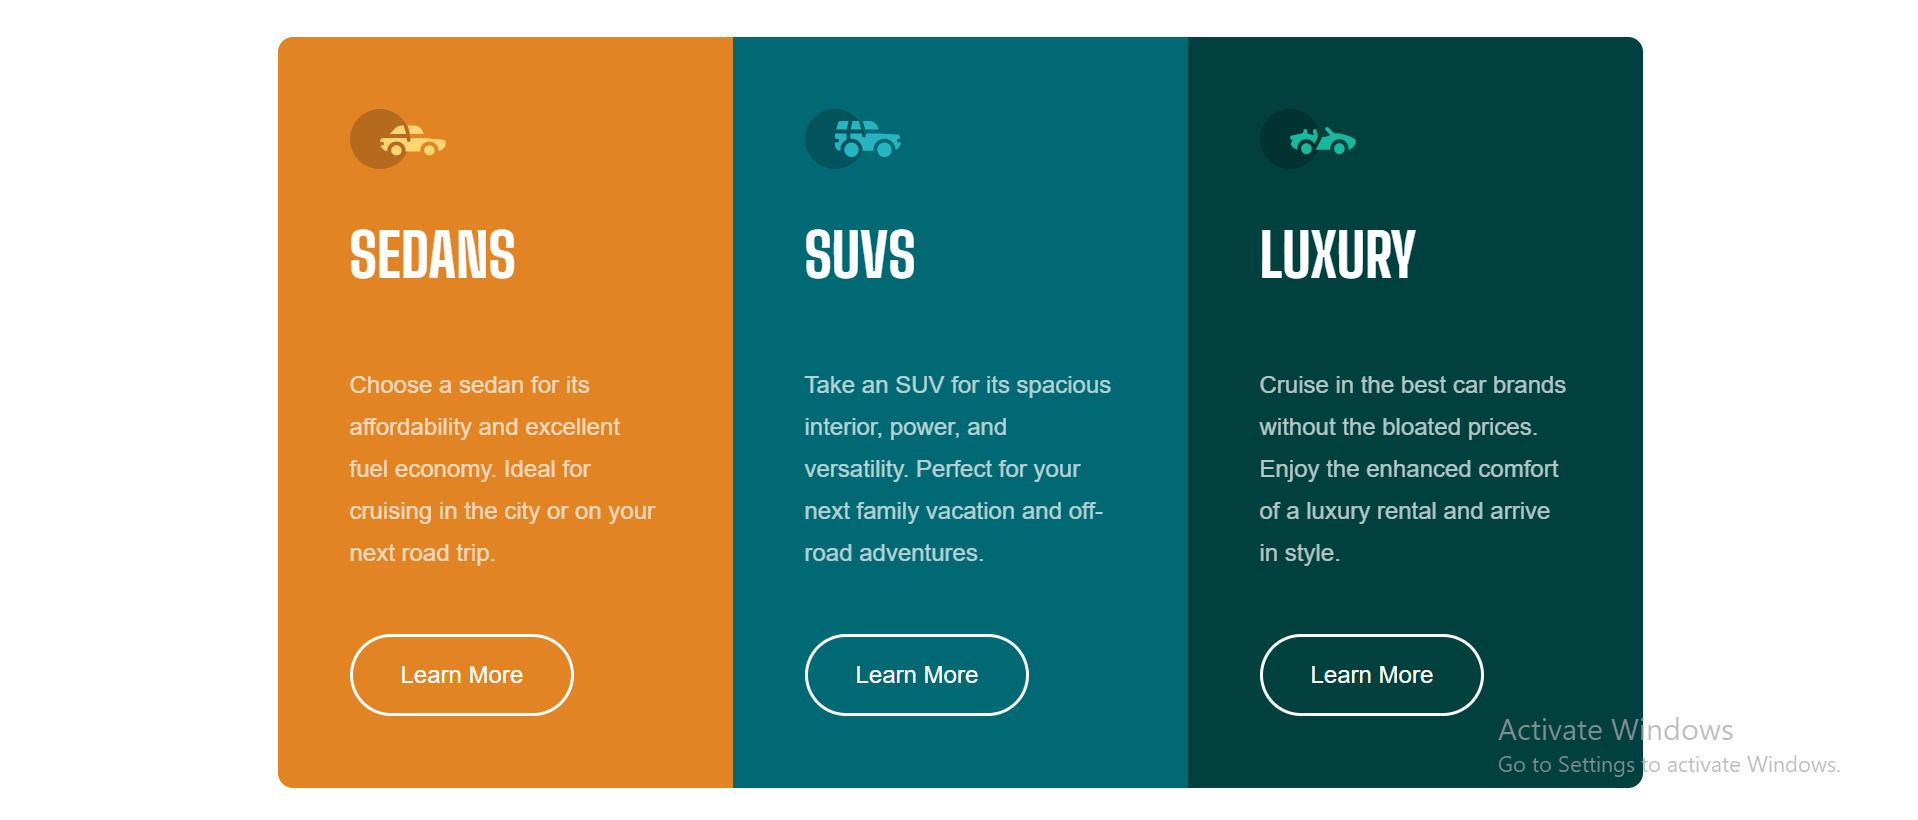 SEDANS
Choose a sedan for its
affordability and excellent
fuel economy. Ideal for
cruising in the city or on your
next road trip.
Learn More
SUVS
Take an SUV for its spacious
interior, power, and
versatility. Perfect for your
next family vacation and off-
road adventures.
Learn More
LUXURY
Cruise in the best car brands
without the bloated prices.
Enjoy the enhanced comfort
of a luxury rental and arrive
in style.
Learn More
Activate Windows
Go to Settings to activate Windows.